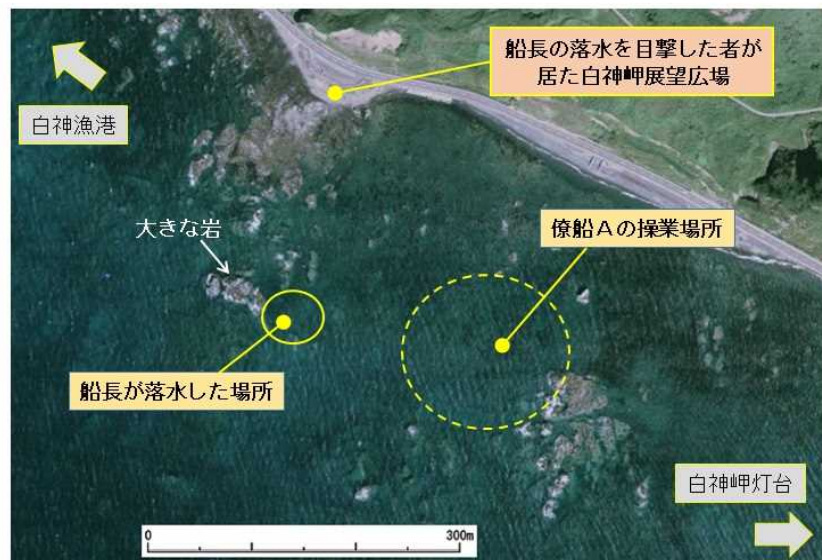 船長の落水を目撃した者が
居た白神岬展望広場
白神漁港
大きな岩
僚船Aの操業場所
船長が落水した場所
白神岬灯台
0
300m